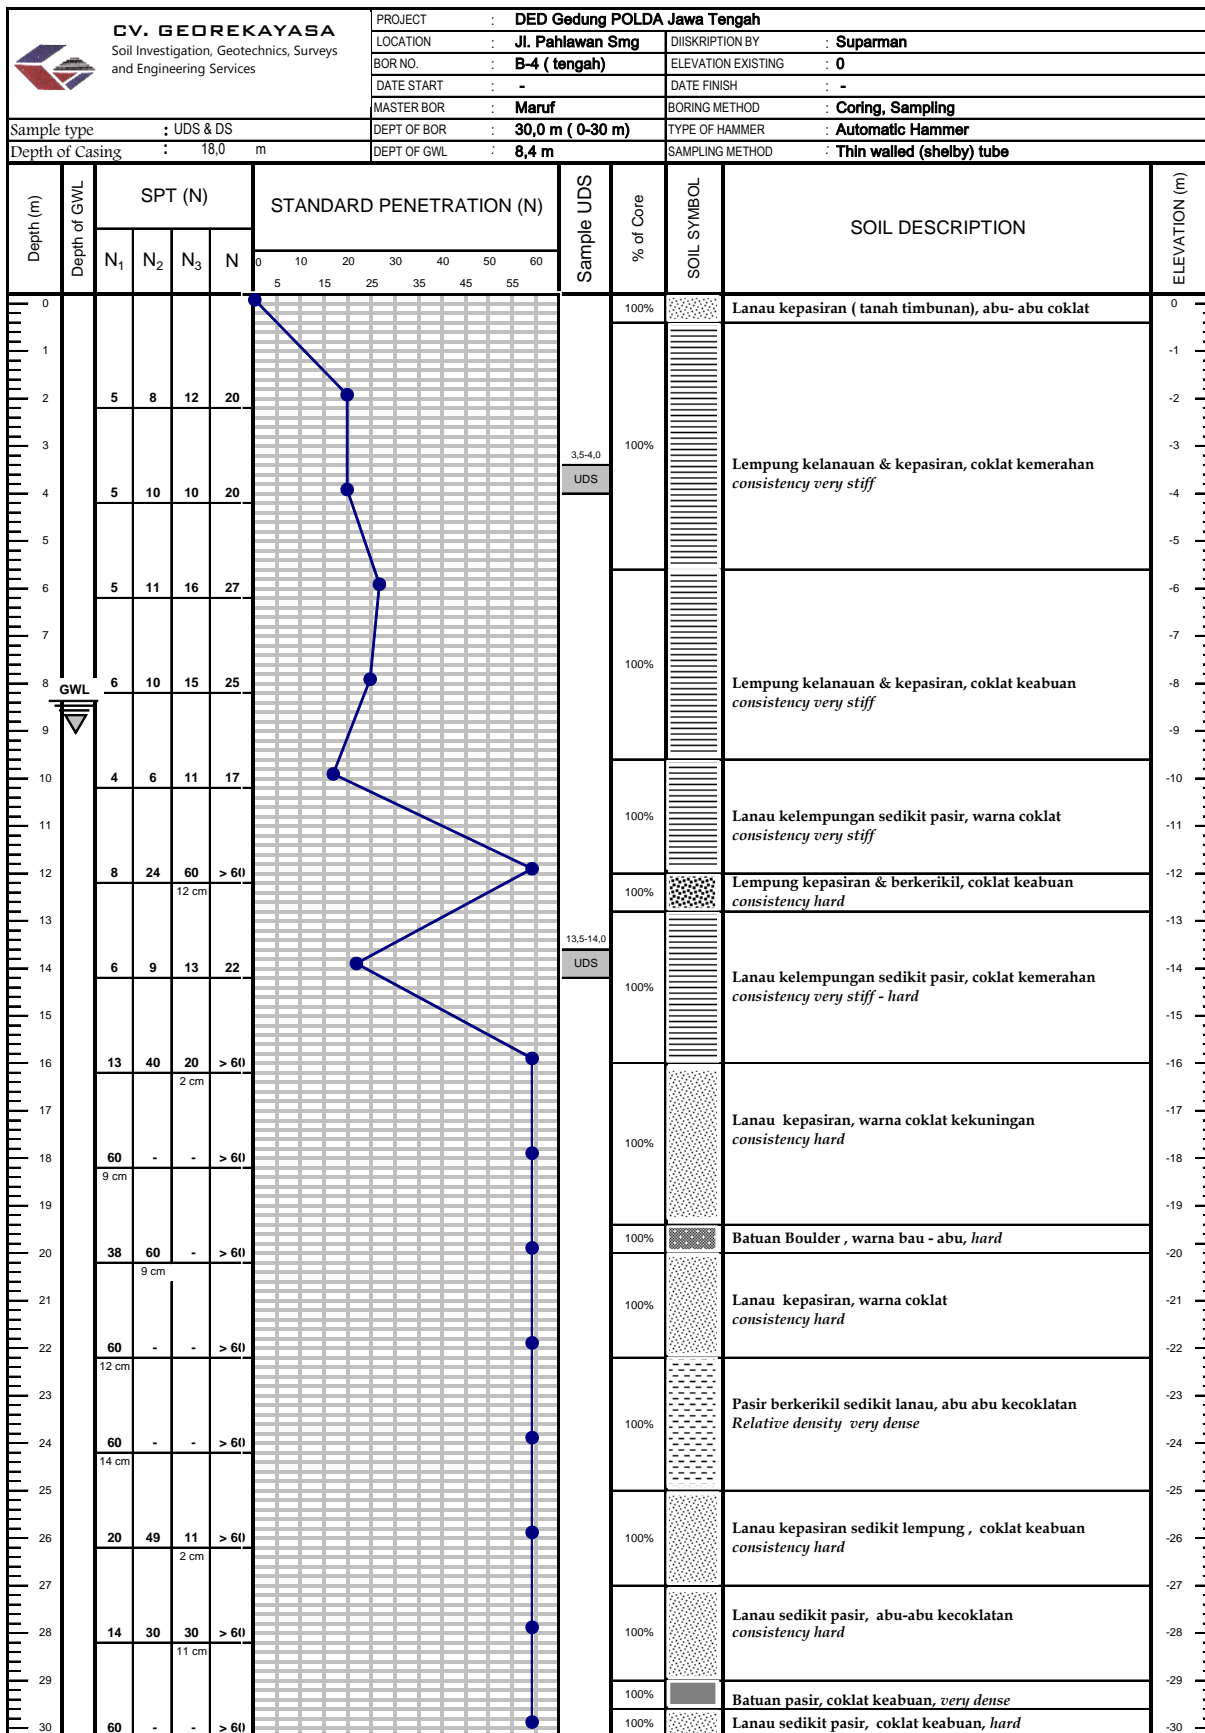 CV. GEOREKAYASA
Soil Investigation, Geotechnics, Surveys
and Engineering Services
PROJECT : DED Gedung POLDA Jawa Tengah
LOCATION : Jl. Pahlawan Smg DIISKRIPTION BY : Suparman
BOR NO. : B-4 ( tengah) ELEVATION EXISTING : 0
DATE START : - DATE FINISH : -
MASTER BOR : Maruf BORING METHOD : Coring, Sampling
Sample type : UDS & DS DEPT OF BOR : 30,0 m ( 0-30 m) TYPE OF HAMMER : Automatic Hammer
Depth of Casing : 18,0 m DEPT OF GWL : 8,4 m SAMPLING METHOD : Thin walled (shelby) tube
Depth (m) Depth of GWL SPT (N) STANDARD PENETRATION (N) Sample UDS % of Core SOIL SYMBOL SOIL DESCRIPTION ELEVATION (m)
N1 N2 N3 N 0 10 20 30 40 50 60
5 15 25 35 45 55
0 100% Lanau kepasiran ( tanah timbunan), abu- abu coklat 0
1 -1
2 5 8 12 20 -2
3 100% -3
3,5-4,0
Lempung kelanauan & kepasiran, coklat kemerahan
UDS consistency very stiff
4 5 10 10 20 -4
5 -5
6 5 11 16 27 -6
7 -7
100%
8 6 10 15 25 Lempung kelanauan & kepasiran, coklat keabuan -8
GWL consistency very stiff
9 -9
10 4 6 11 17 -10
100% Lanau kelempungan sedikit pasir, warna coklat
11 -11
consistency very stiff
12 8 24 60 > 60 -12
Lempung kepasiran & berkerikil, coklat keabuan
12 cm 100% consistency hard
13 -13
13,5-14,0
14 6 9 13 22 UDS -14
Lanau kelempungan sedikit pasir, coklat kemerahan
100% consistency very stiff - hard
15 -15
16 13 40 20 > 60 -16
2 cm
17 -17
Lanau kepasiran, warna coklat kekuningan
100% consistency hard
18 60 - - > 60 -18
9 cm
19 -19
100% Batuan Boulder , warna bau - abu, hard
20 38 60 - > 60 -20
9 cm
21 100% Lanau kepasiran, warna coklat -21
consistency hard
22 60 - - > 60 -22
12 cm
23 -23
Pasir berkerikil sedikit lanau, abu abu kecoklatan
100% Relative density very dense
24 60 - - > 60 -24
14 cm
25 -25
Lanau kepasiran sedikit lempung , coklat keabuan
26 20 49 11 > 60 100% -26
consistency hard
2 cm
27 -27
Lanau sedikit pasir, abu-abu kecoklatan
28 14 30 30 > 60 100% consistency hard -28
11 cm
29 -29
100% Batuan pasir, coklat keabuan, very dense
30 60 - - > 60 100% Lanau sedikit pasir, coklat keabuan, hard -30